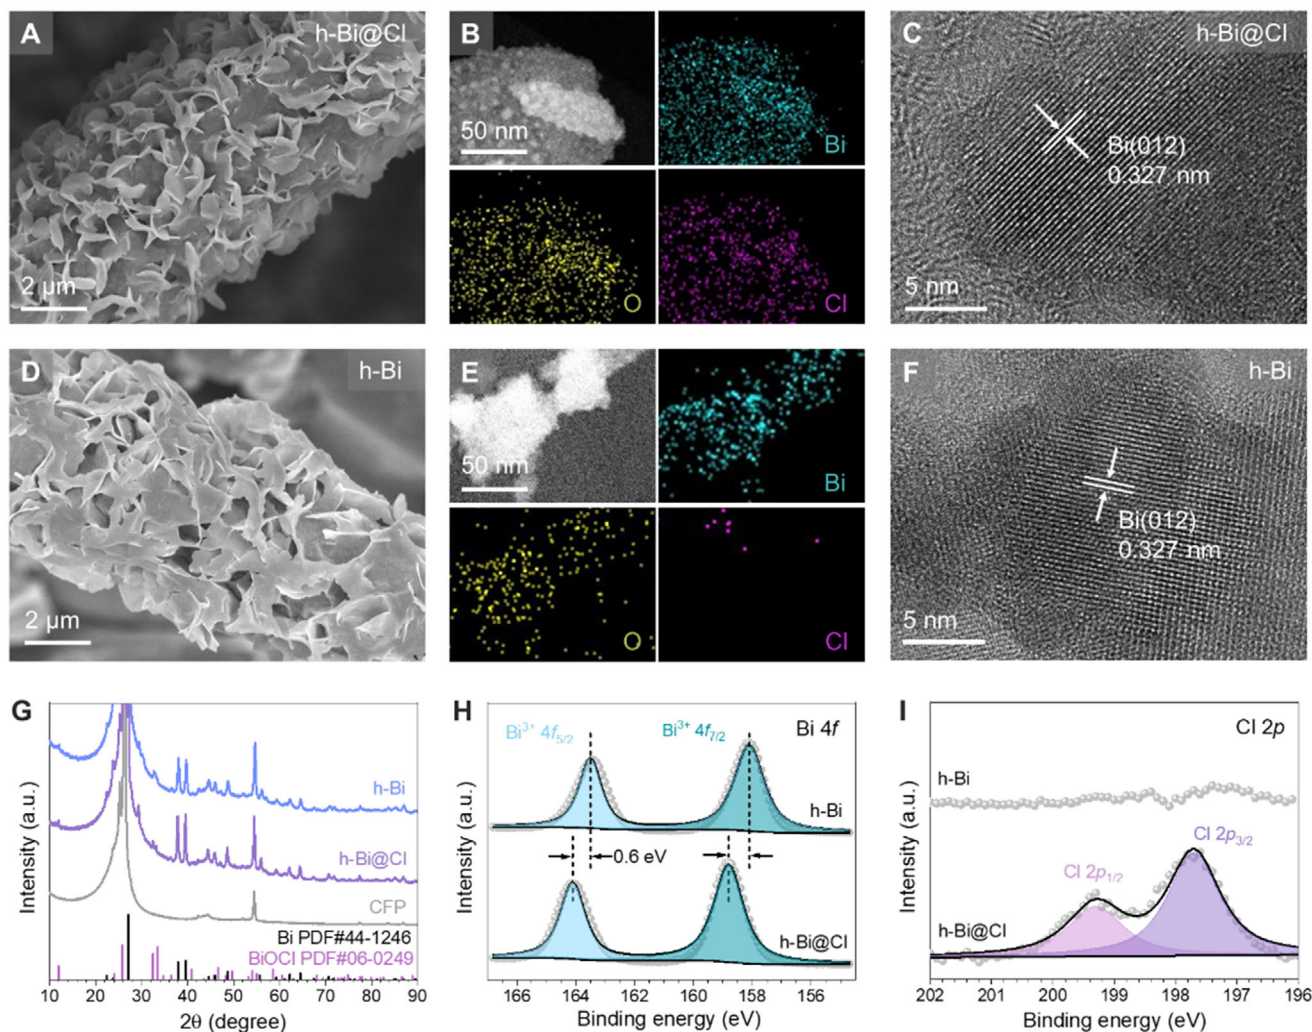 A h-Bi@Cl
2 μm
B
50 nm
Bi
O
Cl
C h-Bi@Cl
Bi(012)
0.327 nm
5 nm
D h-Bi
2 μm
E
50 nm
Bi
O
Cl
F h-Bi
Bi(012)
0.327 nm
5 nm
G
h-Bi
h-Bi@Cl
CFP
Bi PDF#44-1246
BiOCl PDF#06-0249
Intensity (a.u.)
10 20 30 40 50 60 70 80 90
2θ (degree)
H
Bi³⁺ 4f₅/₂
Bi³⁺ 4f₇/₂
Bi 4f
h-Bi
0.6 eV
h-Bi@Cl
Intensity (a.u.)
166 164 162 160 158 156 154
Binding energy (eV)
I
Cl 2p
h-Bi
Cl 2p₃/₂
Cl 2p₁/₂
h-Bi@Cl
Intensity (a.u.)
202 201 200 199 198 197 196
Binding energy (eV)